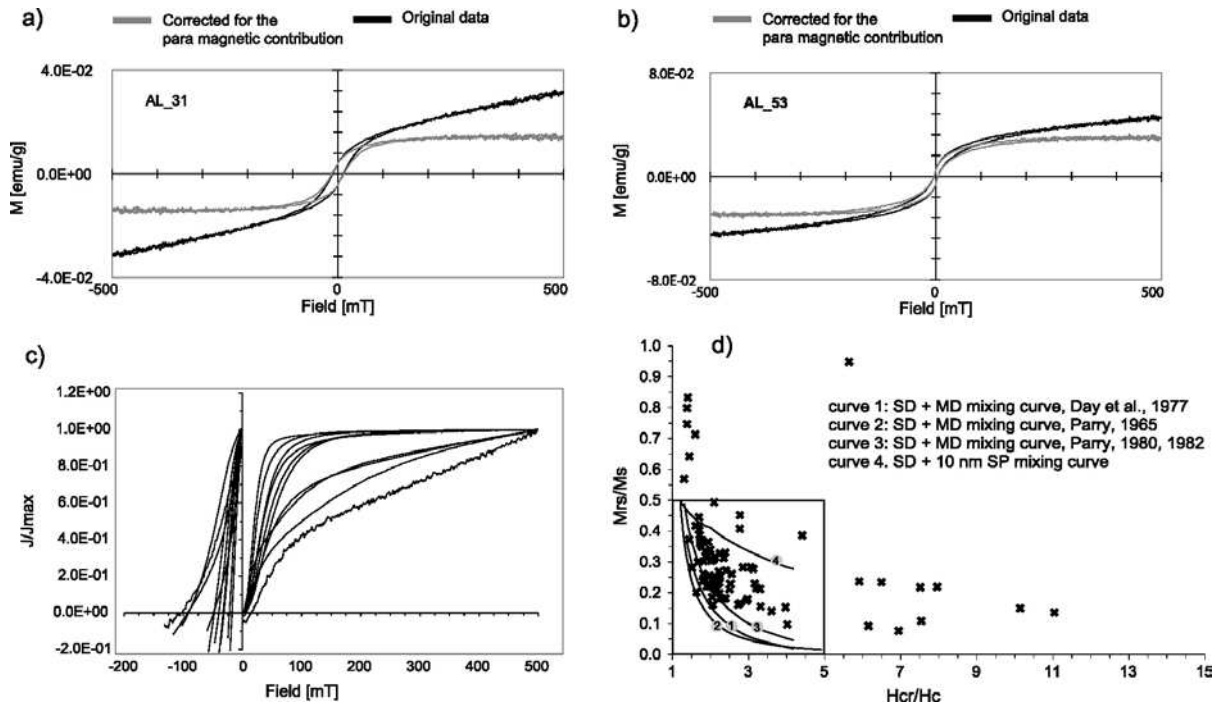 a)
Corrected for the
para magnetic contribution
Original data
AL_31
4.0E-02
0.0E+00
-4.0E-02
M [emu/g]
-500
0
500
Field [mT]
b)
Corrected for the
para magnetic contribution
Original data
AL_53
8.0E-02
0.0E+00
-8.0E-02
M [emu/g]
-500
0
500
Field [mT]
c)
1.2E+00
1.0E+00
8.0E-01
6.0E-01
4.0E-01
2.0E-01
0.0E+00
-2.0E-01
J/Jmax
-200
-100
0
100
200
300
400
500
Field [mT]
d)
curve 1: SD + MD mixing curve, Day et al., 1977
curve 2: SD + MD mixing curve, Parry, 1965
curve 3: SD + MD mixing curve, Parry, 1980, 1982
curve 4. SD + 10 nm SP mixing curve
1.0
0.9
0.8
0.7
0.6
0.5
0.4
0.3
0.2
0.1
0.0
Mrs/Ms
4
2
1
3
1
3
5
7
9
11
13
15
Hcr/Hc